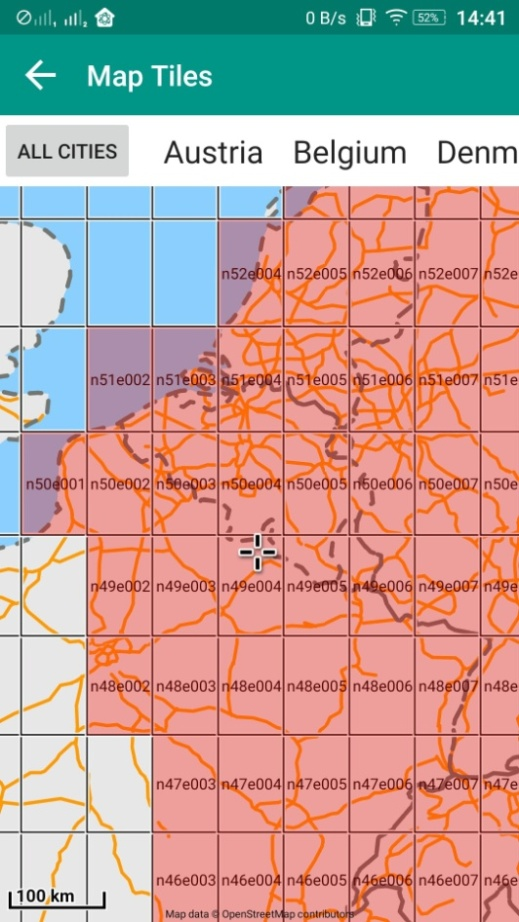 0 B/s 52% 14:41
Map Tiles
ALL CITIES Austria Belgium Denm
n52e004 n52e005 n52e006 n52e007 n52e
n51e002 n51e003 n51e004 n51e005 n51e006 n51e007 n51e
n50e001 n50e002 n50e003 n50e004 n50e005 n50e006 n50e007 n50e
n49e002 n49e003 n49e004 n49e005 n49e006 n49e007 n49e
n48e002 n48e003 n48e004 n48e005 n48e006 n48e007 n48e
n47e003 n47e004 n47e005 n47e006 n47e007 n47e
n46e003 n46e004 n46e005 n46e006 n46e007 n46e
100 km
Map data © OpenStreetMap contributors